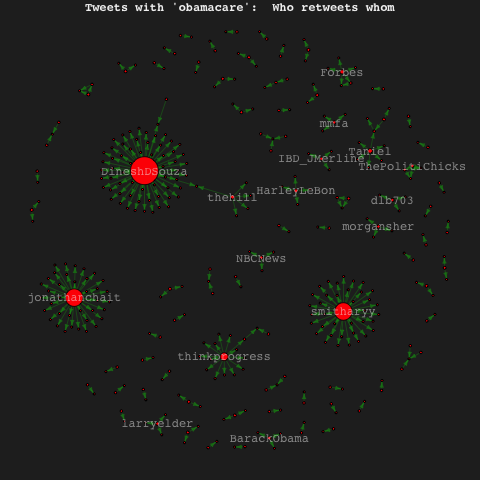 Tweets with `obamacare`:  Who retweets whom
Forbes
mmfa
Taniel
IBD_JMerline
ThePolitiChicks
DineshDSouza
HarleyLeBon
thehill
dlb703
morgansher
NBCNews
jonathanchait
smitharyy
thinkprogress
larryelder
BarackObama